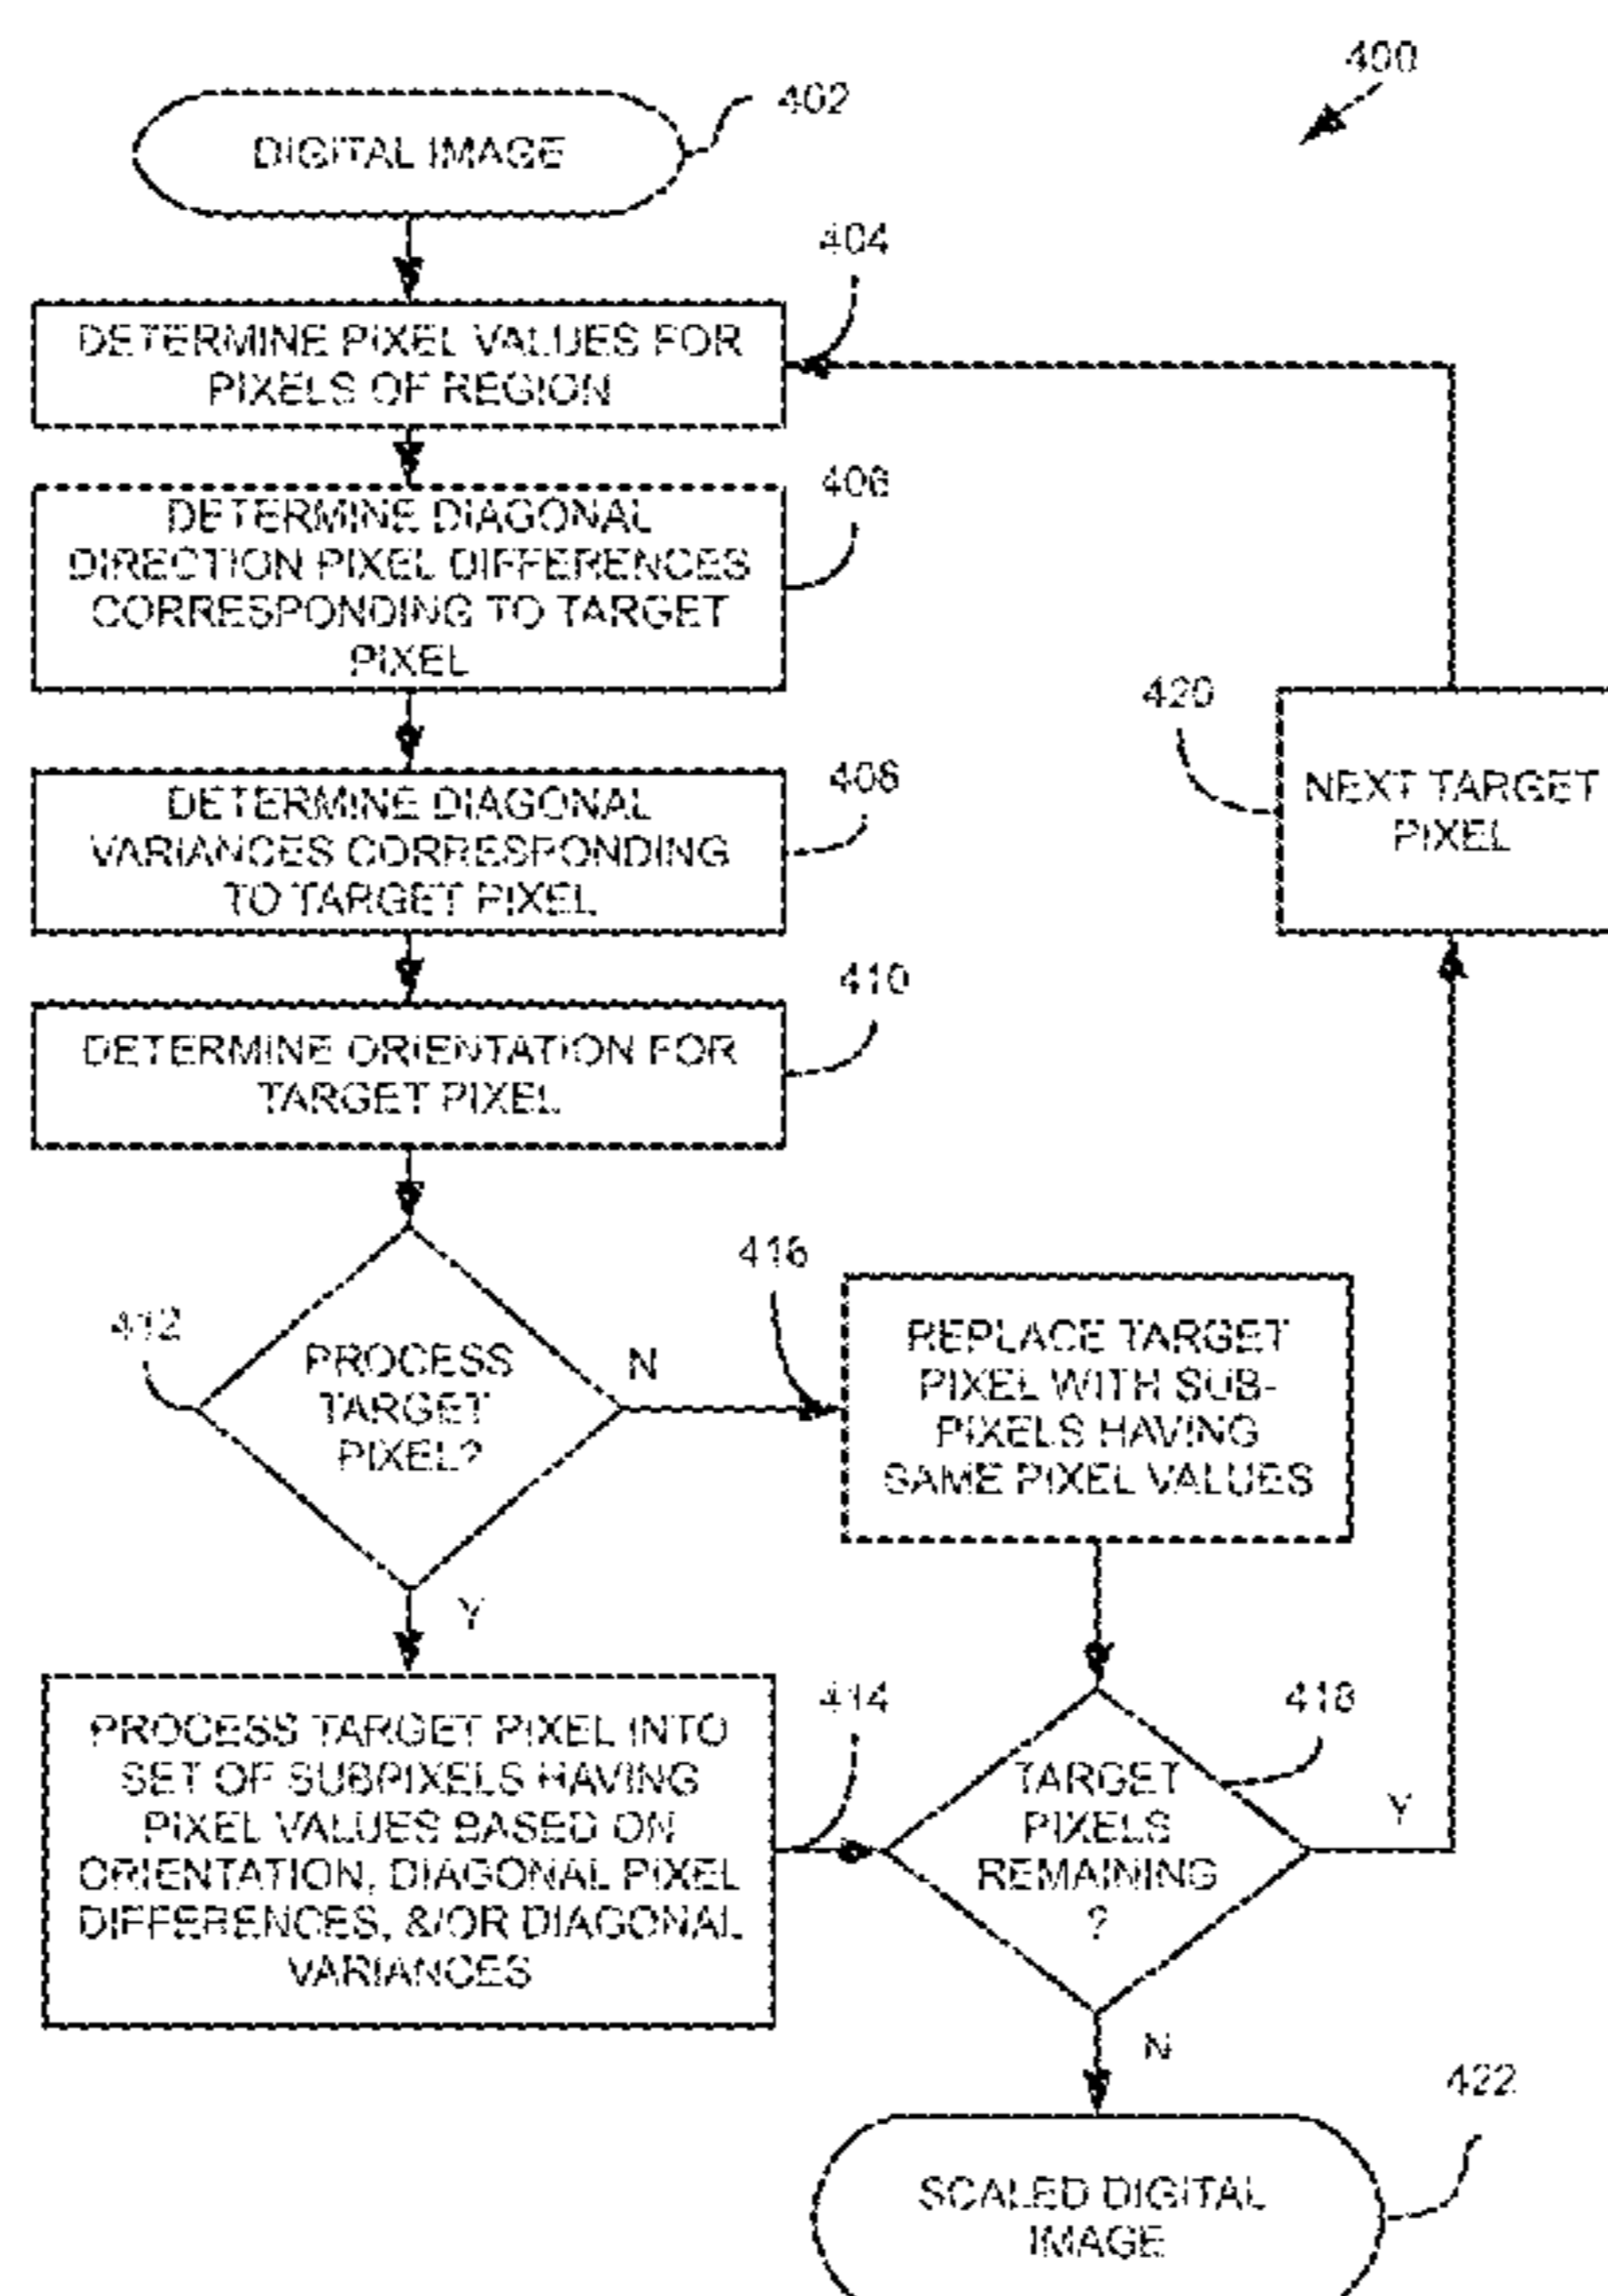 400
402
DIGITAL IMAGE
404
DETERMINE PIXEL VALUES FOR
PIXELS OF REGION
406
DETERMINE DIAGONAL
DIRECTION PIXEL DIFFERENCES
CORRESPONDING TO TARGET
PIXEL
408
DETERMINE DIAGONAL
VARIANCES CORRESPONDING
TO TARGET PIXEL
420
NEXT TARGET
PIXEL
410
DETERMINE ORIENTATION FOR
TARGET PIXEL
412
PROCESS
TARGET
PIXEL?
N
Y
416
REPLACE TARGET
PIXEL WITH SUB-
PIXELS HAVING
SAME PIXEL VALUES
414
PROCESS TARGET PIXEL INTO
SET OF SUBPIXELS HAVING
PIXEL VALUES BASED ON
ORIENTATION, DIAGONAL PIXEL
DIFFERENCES, &/OR DIAGONAL
VARIANCES
418
TARGET
PIXELS
REMAINING
?
Y
N
422
SCALED DIGITAL
IMAGE